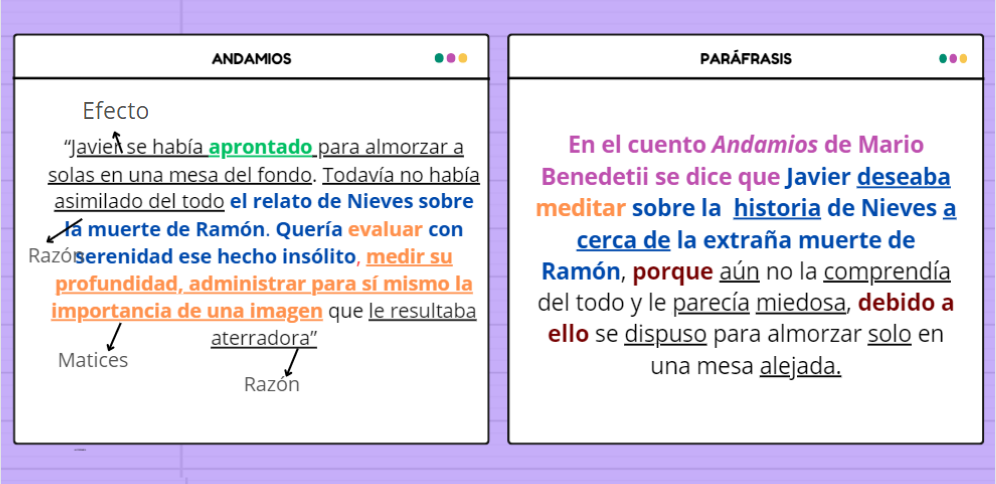 ANDAMIOS
Efecto
“Javier se había aprontado para almorzar a
solas en una mesa del fondo. Todavía no había
asimilado del todo el relato de Nieves sobre
la muerte de Ramón. Quería evaluar con
Razón
serenidad ese hecho insólito, medir su
profundidad, administrar para sí mismo la
importancia de una imagen que le resultaba
aterradora”
Matices
Razón
PARÁFRASIS
En el cuento Andamios de Mario
Benedetii se dice que Javier deseaba
meditar sobre la historia de Nieves a
cerca de la extraña muerte de
Ramón, porque aún no la comprendía
del todo y le parecía miedosa, debido a
ello se dispuso para almorzar solo en
una mesa alejada.